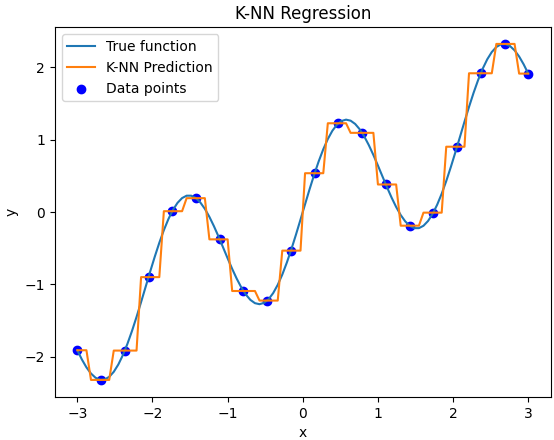 K-NN Regression
True function
K-NN Prediction
Data points
y
2
1
0
−1
−2
−3
−2
−1
0
1
2
3
x